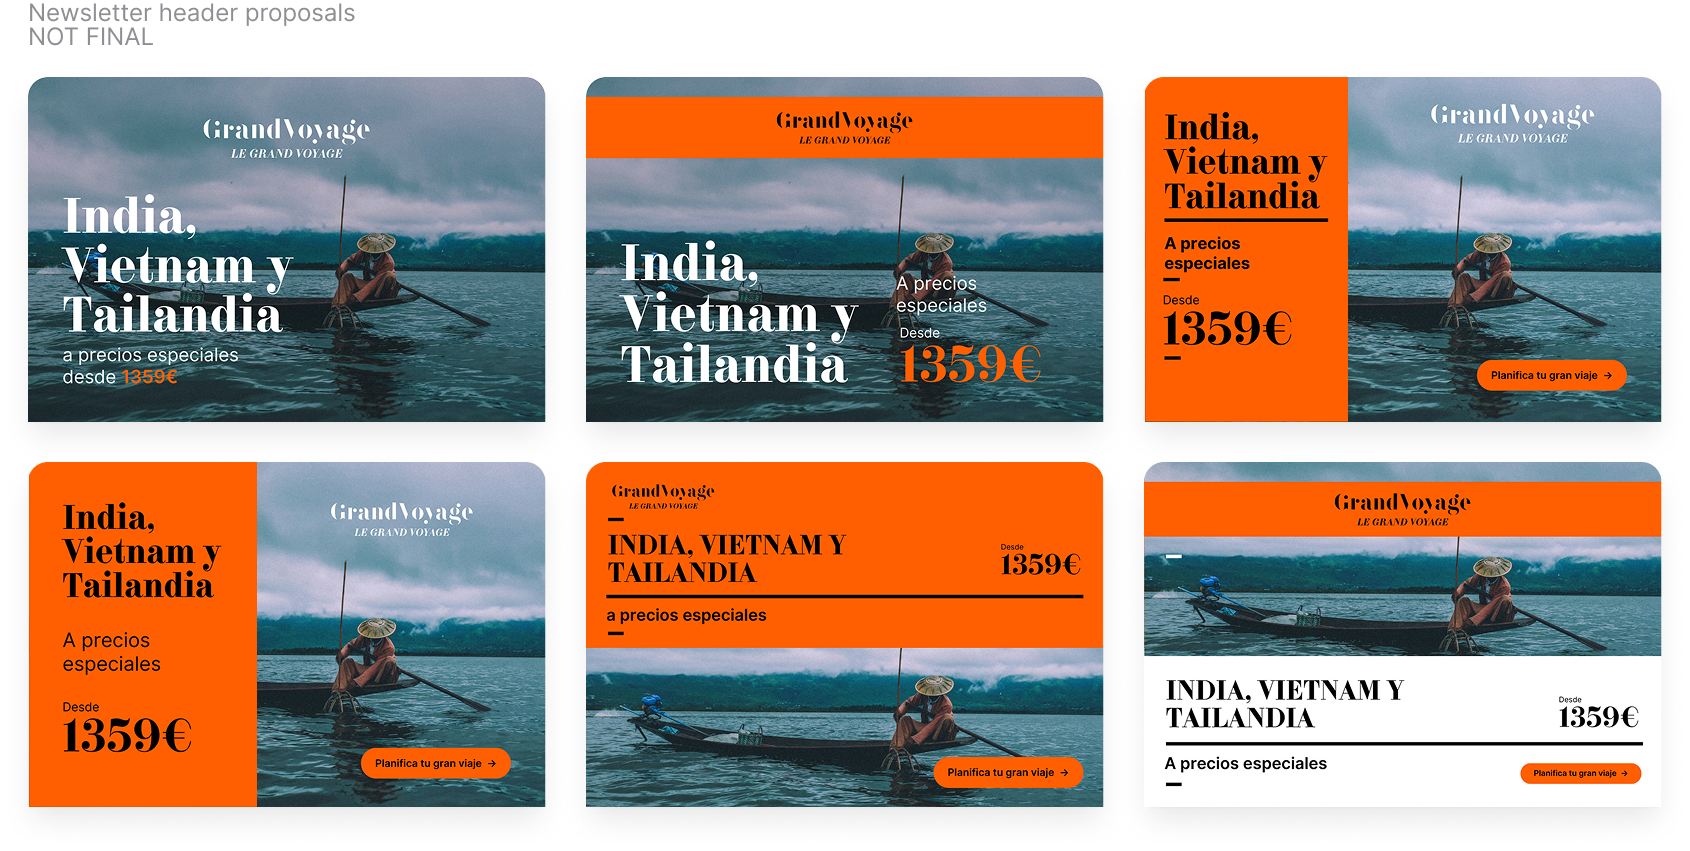 Newsletter header proposals
NOT FINAL
GrandVoyage
LE GRAND VOYAGE
India,
Vietnam y
Tailandia
a precios especiales
desde 1359€
GrandVoyage
LE GRAND VOYAGE
India,
Vietnam y
Tailandia
A precios
especiales
Desde
1359€
India,
Vietnam y
Tailandia
A precios
especiales
Desde
1359€
GrandVoyage
LE GRAND VOYAGE
Planifica tu gran viaje →
India,
Vietnam y
Tailandia
A precios
especiales
Desde
1359€
GrandVoyage
LE GRAND VOYAGE
Planifica tu gran viaje →
GrandVoyage
LE GRAND VOYAGE
INDIA, VIETNAM Y
TAILANDIA
Desde
1359€
a precios especiales
Planifica tu gran viaje →
GrandVoyage
LE GRAND VOYAGE
INDIA, VIETNAM Y
TAILANDIA
Desde
1359€
A precios especiales
Planifica tu gran viaje →